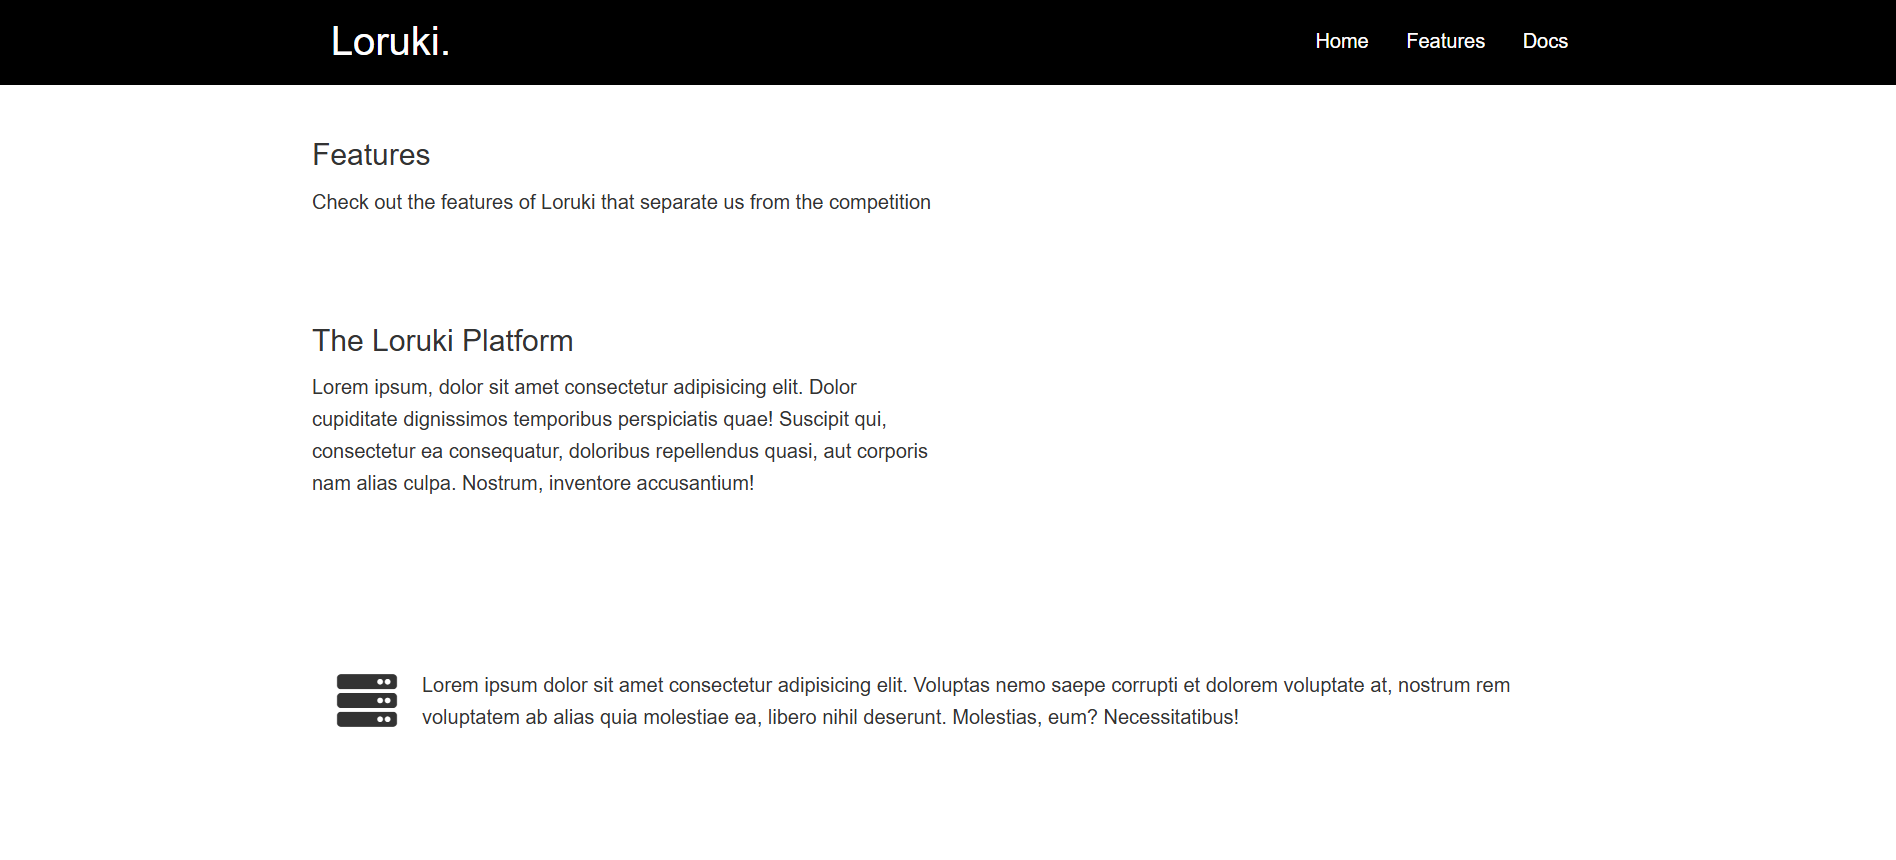 Loruki.
Home Features Docs
Features
Check out the features of Loruki that separate us from the competition
The Loruki Platform
Lorem ipsum, dolor sit amet consectetur adipisicing elit. Dolor
cupiditate dignissimos temporibus perspiciatis quae! Suscipit qui,
consectetur ea consequatur, doloribus repellendus quasi, aut corporis
nam alias culpa. Nostrum, inventore accusantium!
Lorem ipsum dolor sit amet consectetur adipisicing elit. Voluptas nemo saepe corrupti et dolorem voluptate at, nostrum rem
voluptatem ab alias quia molestiae ea, libero nihil deserunt. Molestias, eum? Necessitatibus!